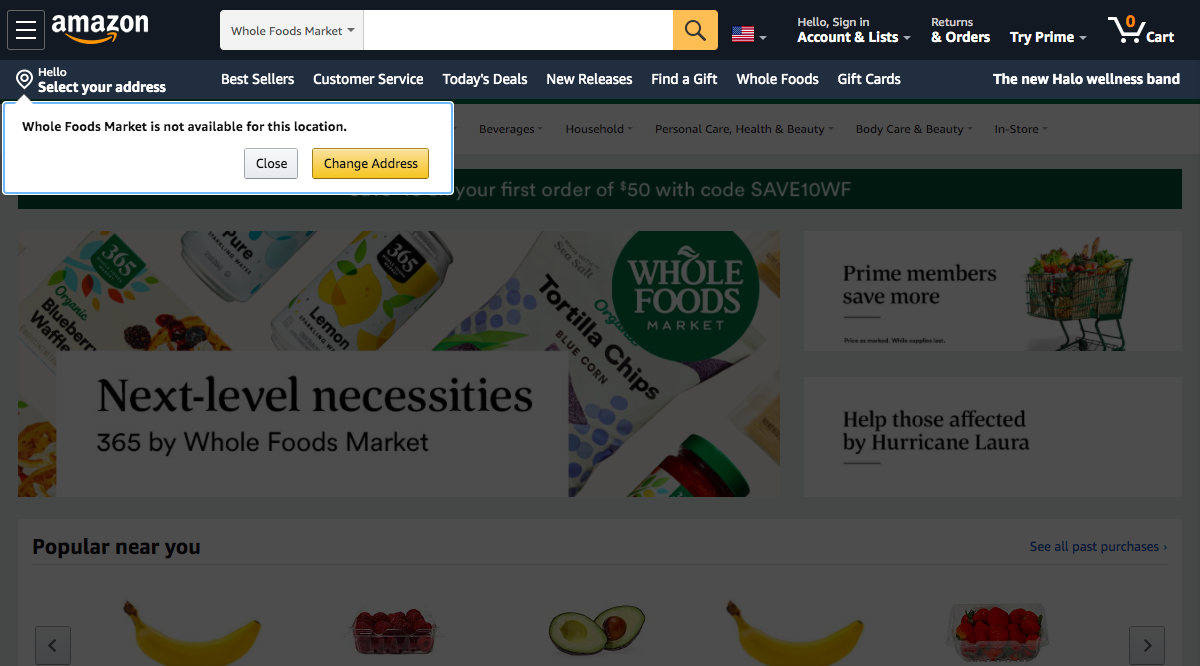 amazon
Whole Foods Market
Hello, Sign in
Account & Lists
Returns
& Orders
Try Prime
0
Cart
Hello
Select your address
Best Sellers
Customer Service
Today's Deals
New Releases
Find a Gift
Whole Foods
Gift Cards
The new Halo wellness band
Whole Foods Market is not available for this location.
Close
Change Address
Beverages
Household
Personal Care, Health & Beauty
Body Care & Beauty
In-Store
your first order of $50 with code SAVE10WF
365
Organic
Blueberry
Waffle
Pure
SPARKLING WATER
365
Lemon
SPARKLING WATER
Sea Salt
Organic
Tortilla Chips
BLUE CORN
WHOLE
FOODS
MARKET
Next-level necessities
365 by Whole Foods Market
Prime members
save more
Price as marked. While supplies last.
Help those affected
by Hurricane Laura
Popular near you
See all past purchases ›